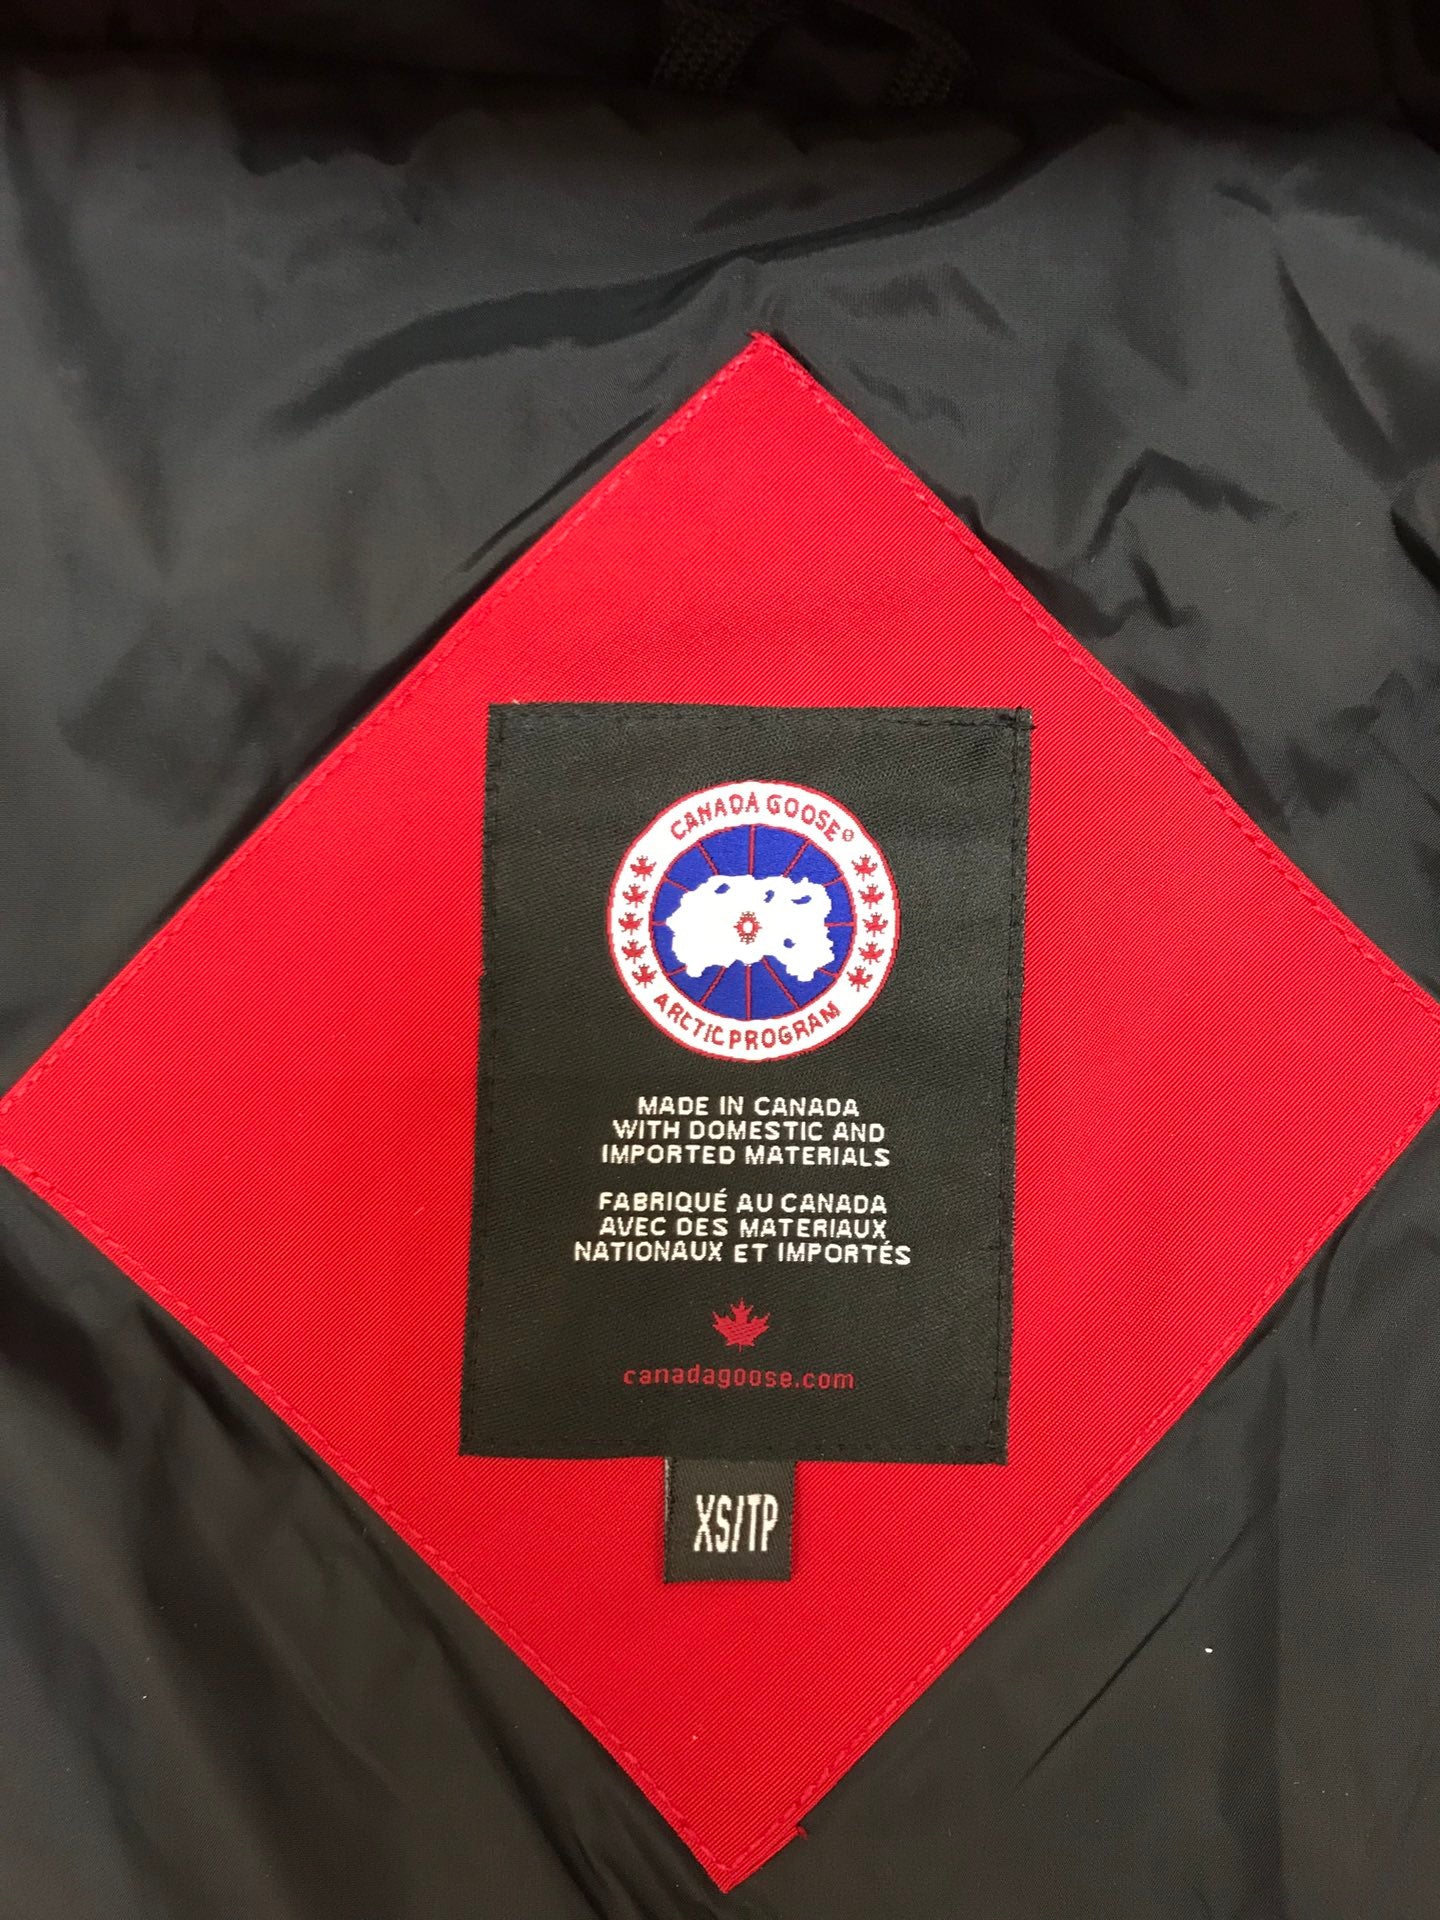 CANADA GOOSE®
ARCTIC PROGRAM
MADE IN CANADA
WITH DOMESTIC AND
IMPORTED MATERIALS
FABRIQUÉ AU CANADA
AVEC DES MATERIAUX
NATIONAUX ET IMPORTÉS
canadagoose.com
XS/TP